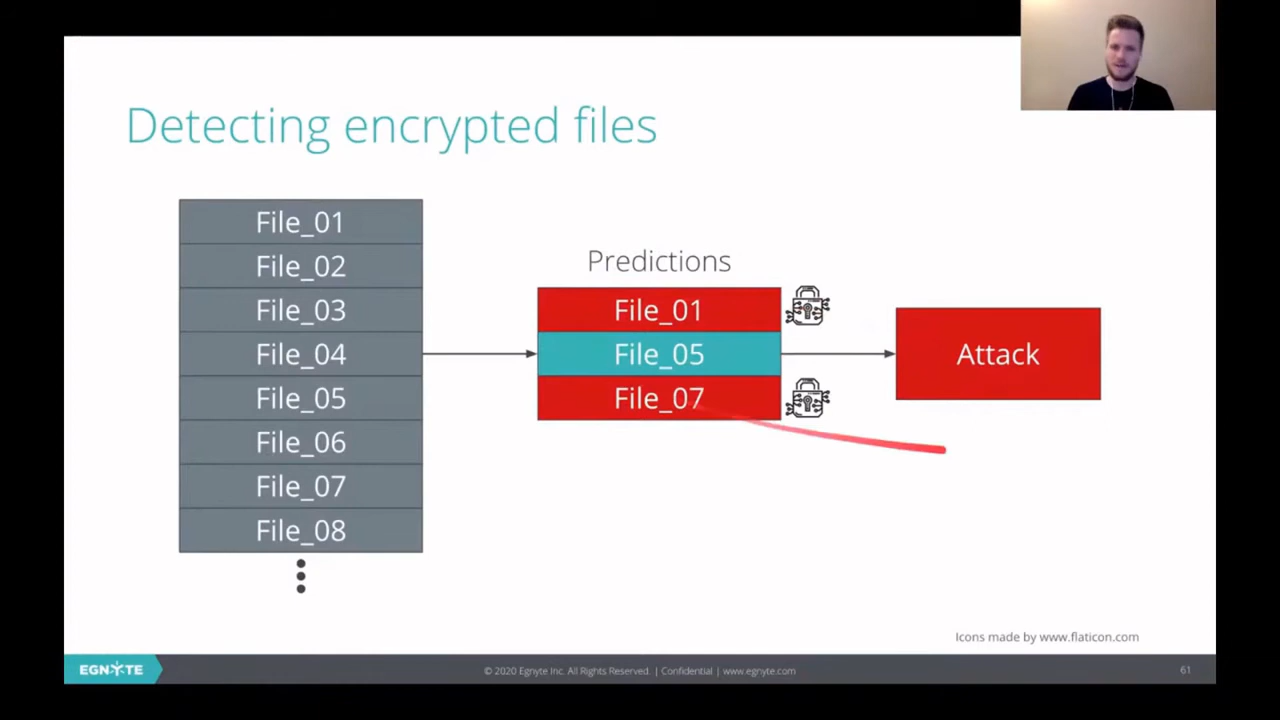 Detecting encrypted files
File_01
File_02
File_03
File_04
File_05
File_06
File_07
File_08
Predictions
File_01
File_05
File_07
Attack
Icons made by www.flaticon.com
EGNYTE
© 2020 Egnyte Inc. All Rights Reserved. | Confidential | www.egnyte.com
61